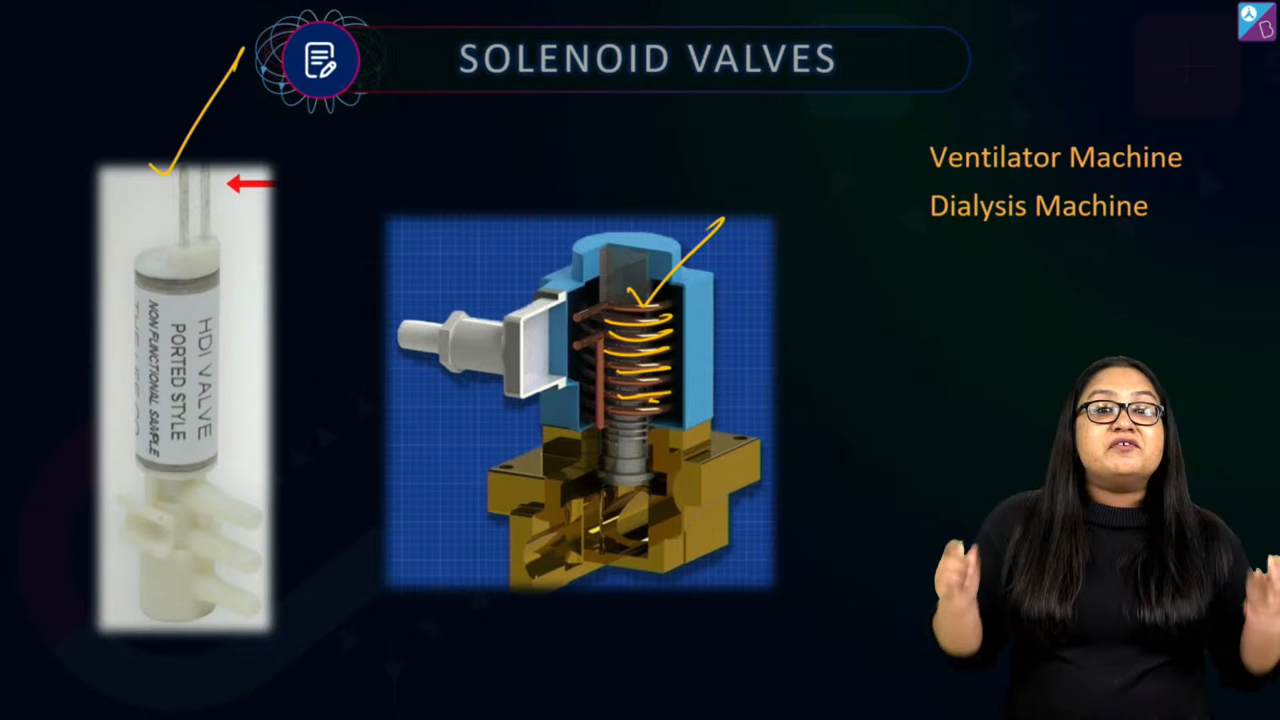 SOLENOID VALVES
Ventilator Machine
Dialysis Machine
HDI VALVE
PORTED STYLE
NON FUNCTIONAL SAMPLE
B